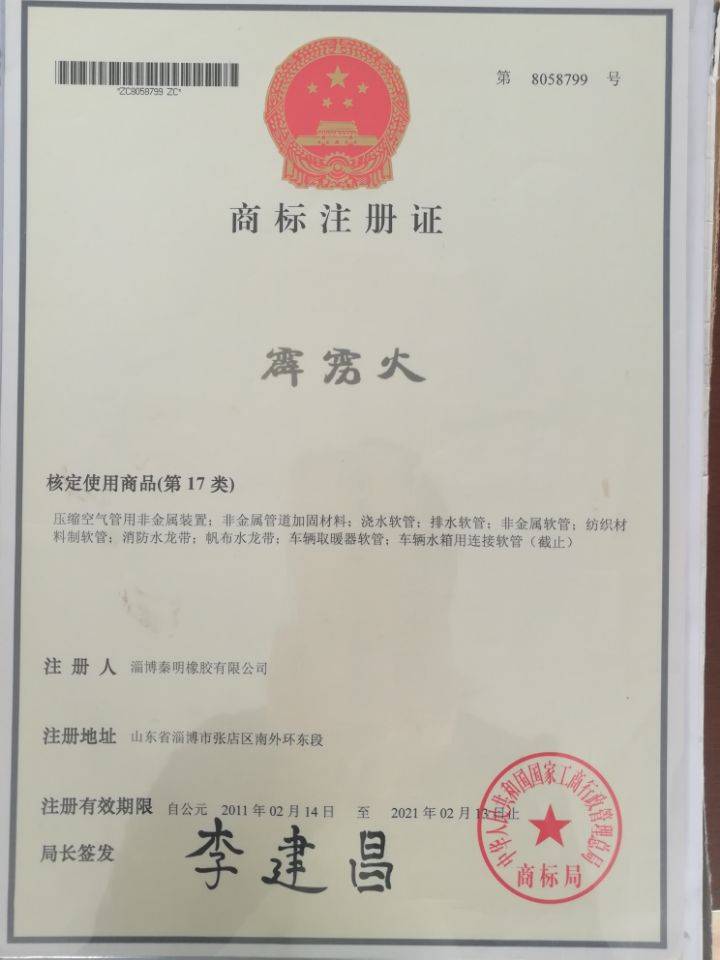 *ZC8058799 ZC*
第 8058799 号
商标注册证
霹雳火
核定使用商品(第 17 类)
压缩空气管用非金属装置；非金属管道加固材料；浇水软管；排水软管；非金属软管；纺织材
料制软管；消防水龙带；帆布水龙带；车辆取暖器软管；车辆水箱用连接软管（截止）
注 册 人 淄博秦明橡胶有限公司
注册地址 山东省淄博市张店区南外环东段
注册有效期限 自公元 2011 年 02 月 14 日 至 2021 年 02 月 13 日止
局长签发 李建昌
中华人民共和国国家工商行政管理总局
商标局